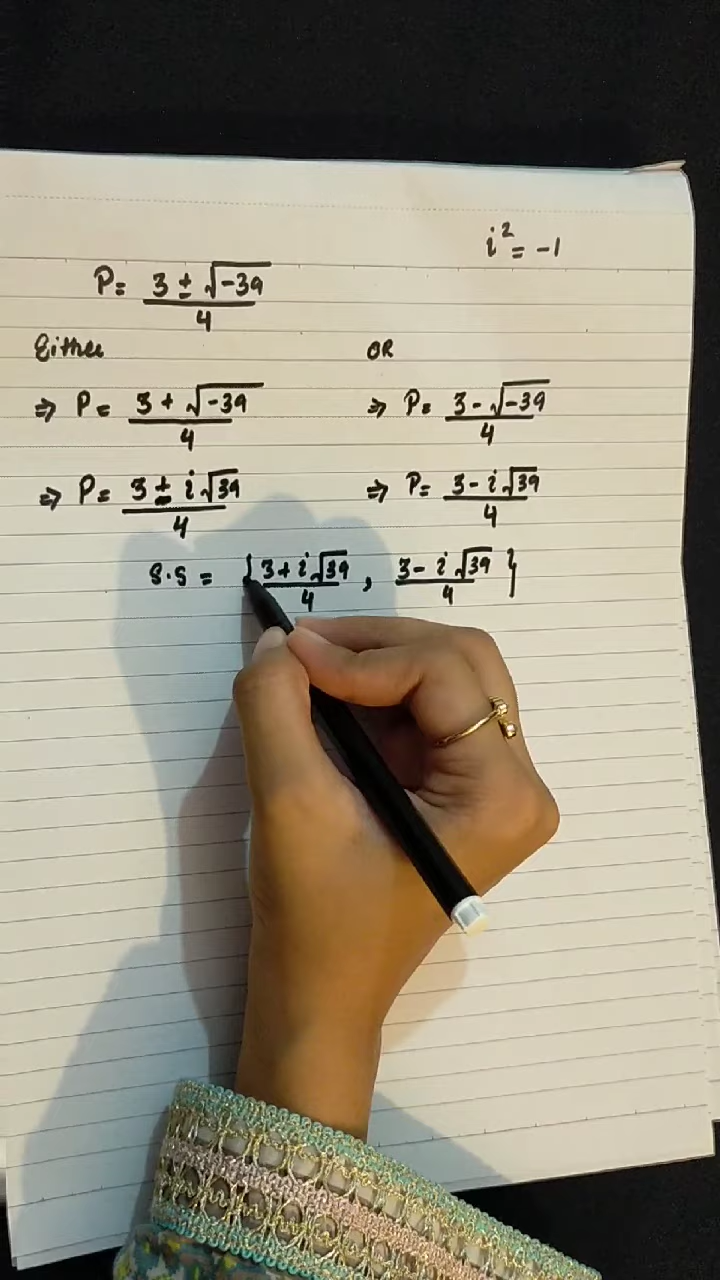 i² = -1
P = 3 ± √-39 / 4
Either OR
⇒ P = 3 + √-39 / 4 ⇒ P = 3 - √-39 / 4
⇒ P = 3 ± i √39 / 4 ⇒ P = 3 - i √39 / 4
S.S = { 3 + i √39 / 4 , 3 - i √39 / 4 }